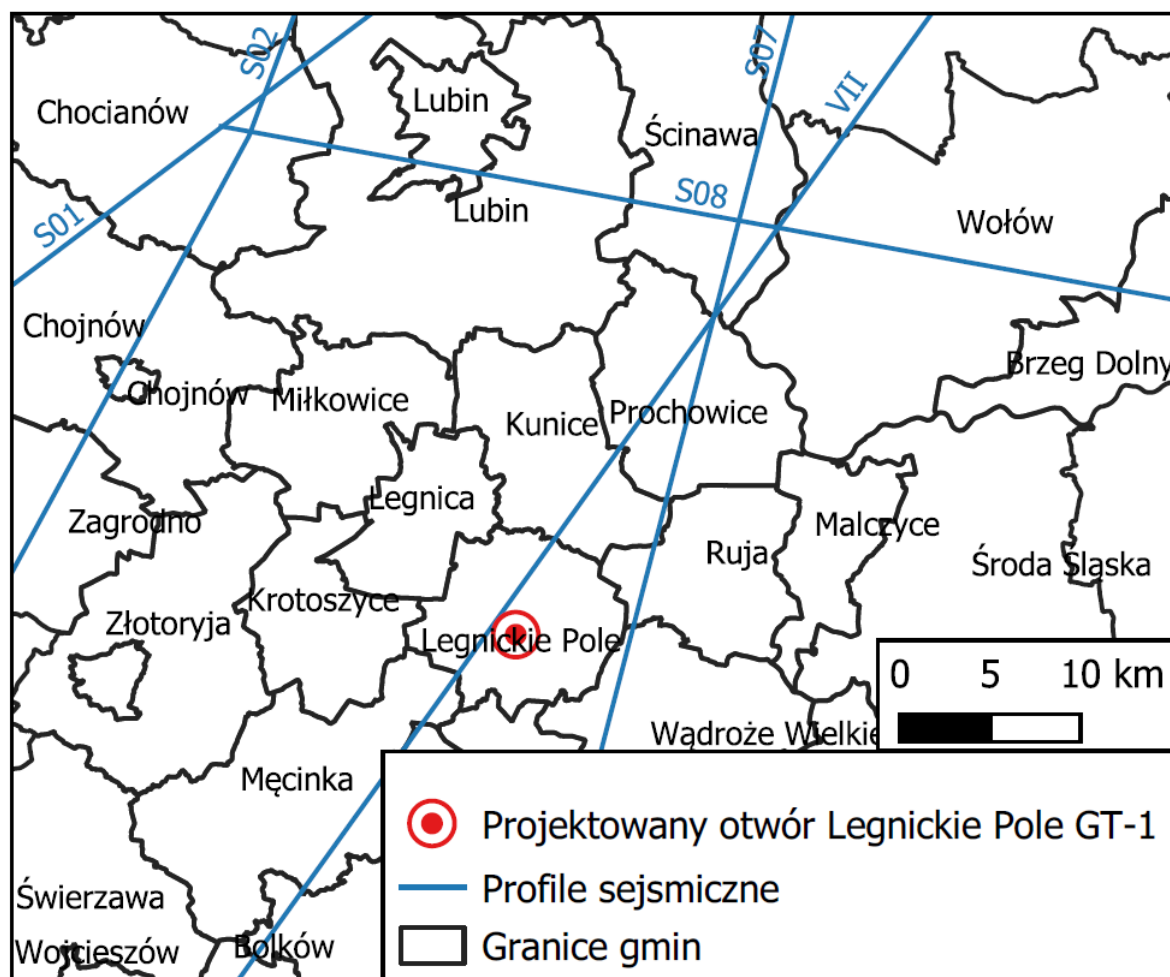 S02
S07
VII
Chocianów
Lubin
Ścinawa
S01
S08
Lubin
Wołów
Chojnów
Brzeg Dolny
Chojnów
Miłkowice
Kunice
Prochowice
Legnica
Zagrodno
Malczyce
Ruja
Środa Śląska
Krotoszyce
Złotoryja
Legnickie Pole
0 5 10 km
Wądroże Wielkie
Męcinka
Projektowany otwór Legnickie Pole GT-1
Profile sejsmiczne
Świerzawa
Granice gmin
Wojcieszów
Bolków